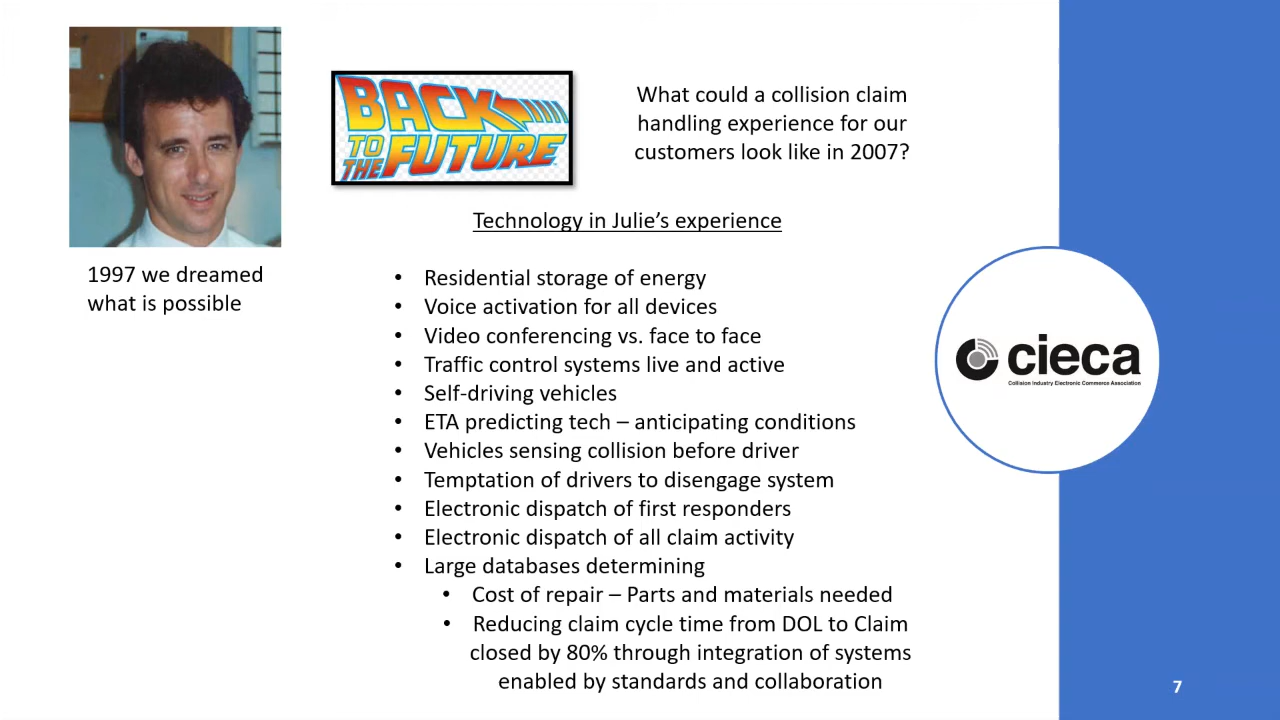 BACK
TO
THE FUTURE
What could a collision claim
handling experience for our
customers look like in 2007?
Technology in Julie's experience
1997 we dreamed
what is possible
• Residential storage of energy
• Voice activation for all devices
• Video conferencing vs. face to face
• Traffic control systems live and active
• Self-driving vehicles
• ETA predicting tech – anticipating conditions
• Vehicles sensing collision before driver
• Temptation of drivers to disengage system
• Electronic dispatch of first responders
• Electronic dispatch of all claim activity
• Large databases determining
• Cost of repair – Parts and materials needed
• Reducing claim cycle time from DOL to Claim
closed by 80% through integration of systems
enabled by standards and collaboration
cieca
Collision Industry Electronic Commerce Association
7